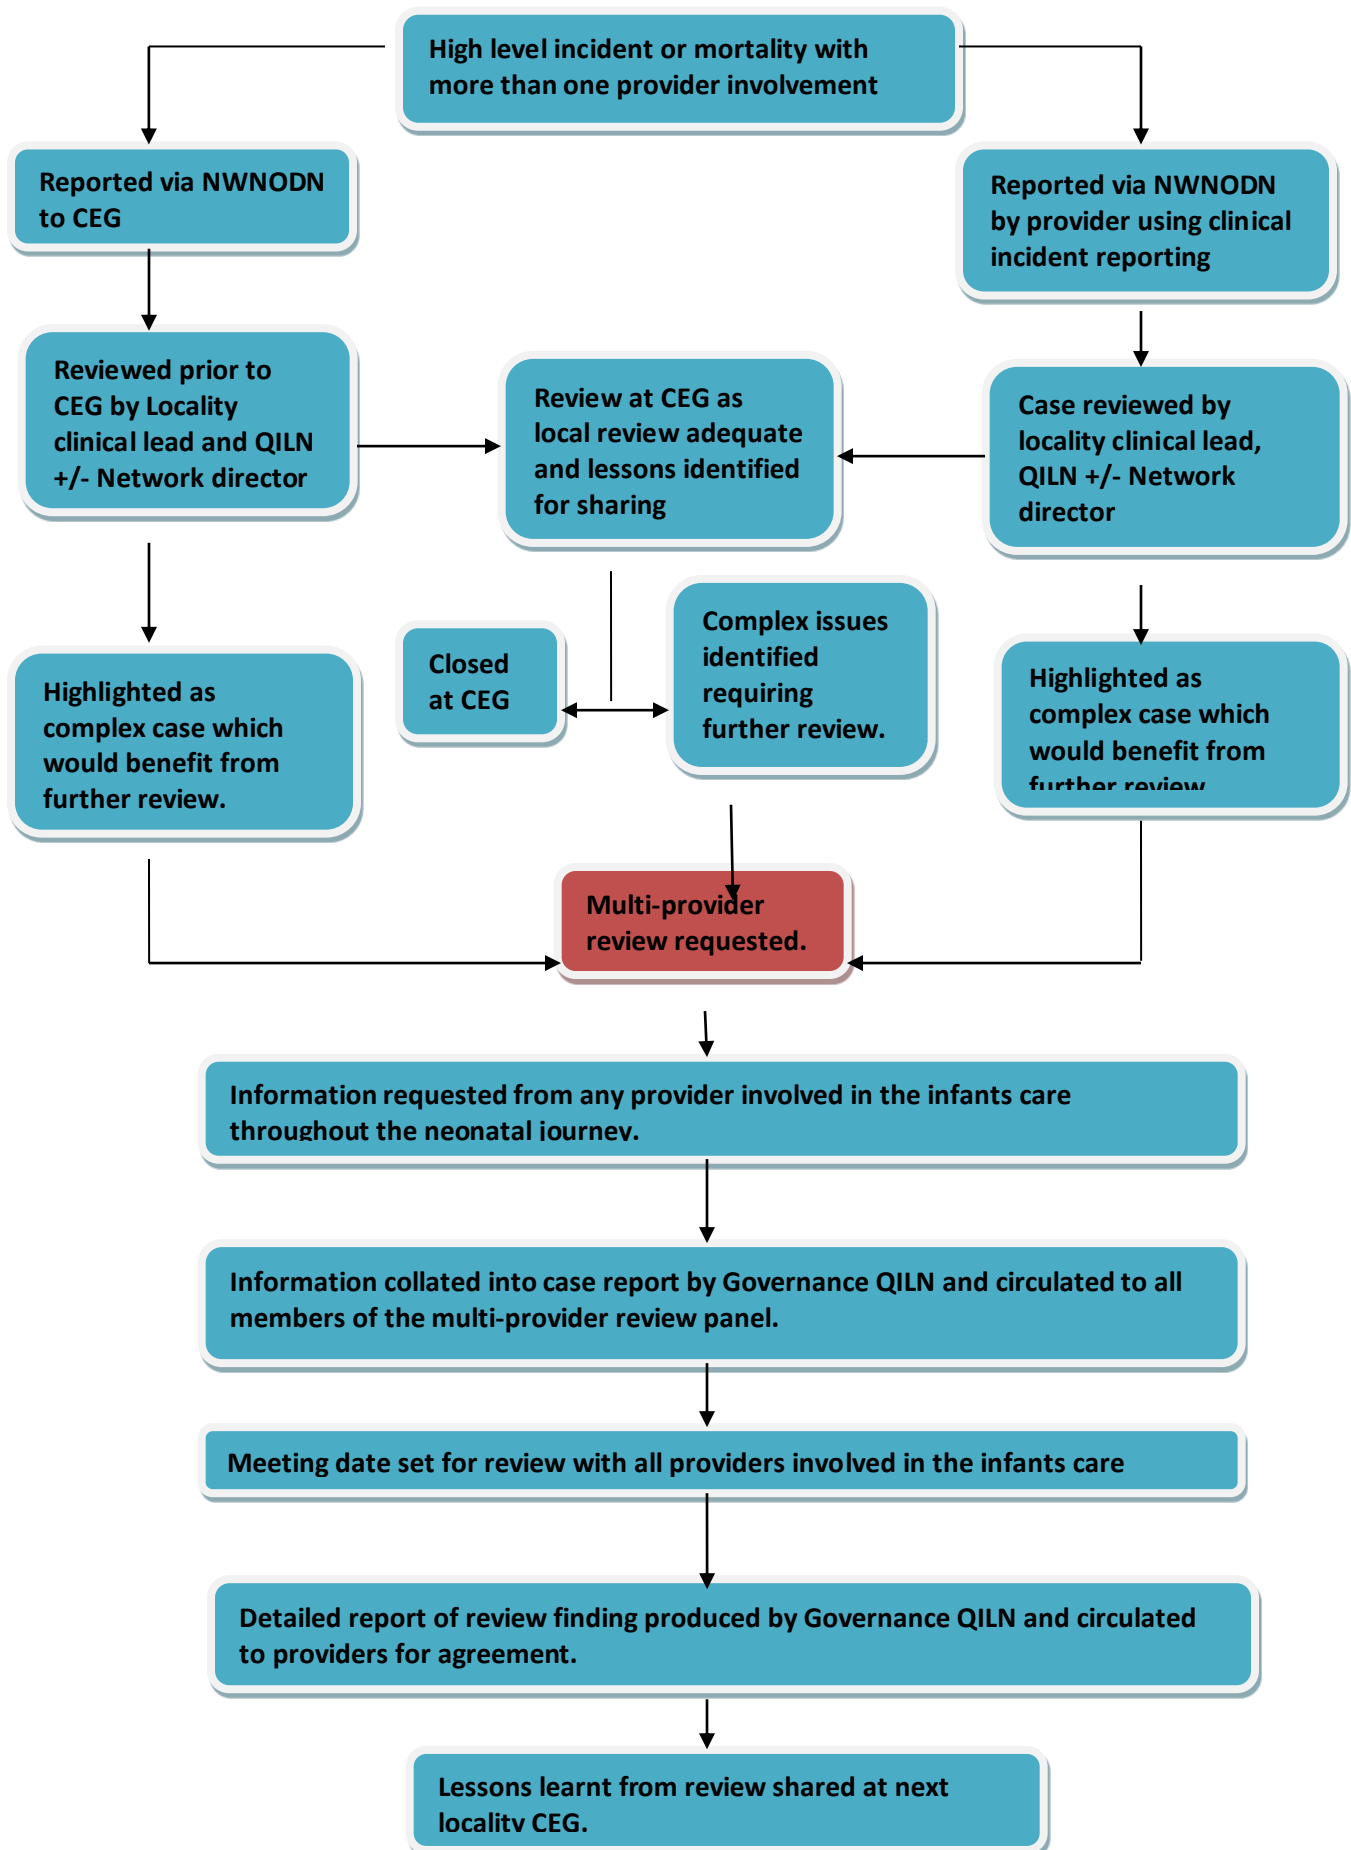 High level incident or mortality with
more than one provider involvement
Reported via NWNODN
to CEG
Reported via NWNODN
by provider using clinical
incident reporting
Reviewed prior to
CEG by Locality
clinical lead and QILN
+/- Network director
Review at CEG as
local review adequate
and lessons identified
for sharing
Case reviewed by
locality clinical lead,
QILN +/- Network
director
Closed
at CEG
Complex issues
identified
requiring
further review.
Highlighted as
complex case which
would benefit from
further review.
Highlighted as
complex case which
would benefit from
further review
Multi-provider
review requested.
Information requested from any provider involved in the infants care
throughout the neonatal journey.
Information collated into case report by Governance QILN and circulated to all
members of the multi-provider review panel.
Meeting date set for review with all providers involved in the infants care
Detailed report of review finding produced by Governance QILN and circulated
to providers for agreement.
Lessons learnt from review shared at next
locality CEG.